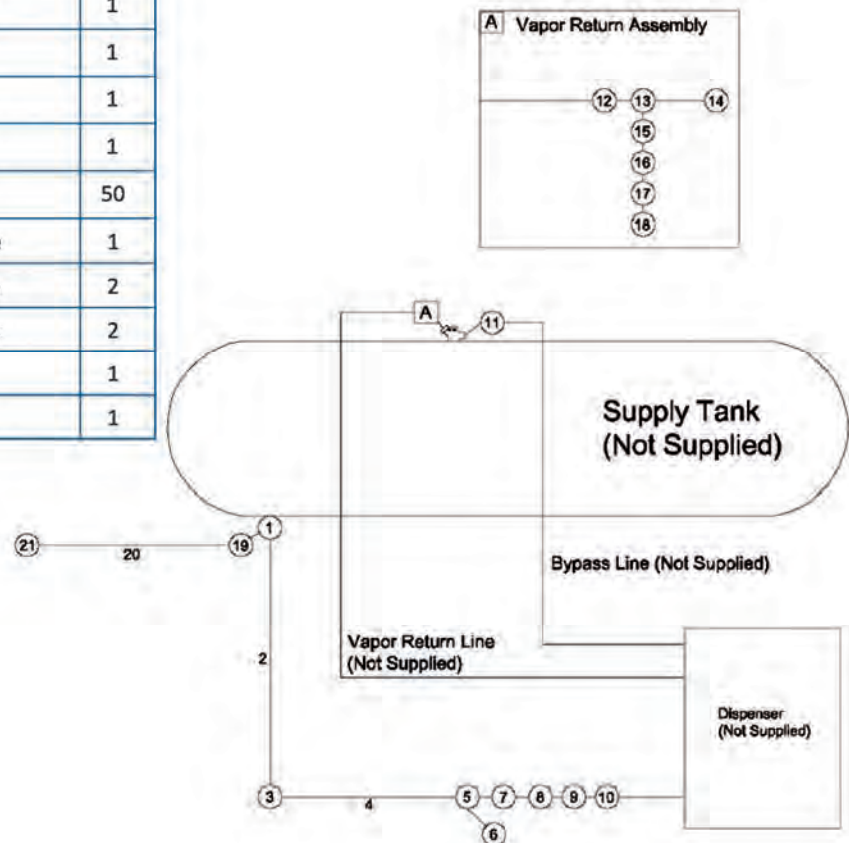 1
1
1
1
50
1
2
2
1
1
A Vapor Return Assembly
12 13 14
15
16
17
18
A 11
Supply Tank
(Not Supplied)
1
21 20 19
Bypass Line (Not Supplied)
2
Vapor Return Line
(Not Supplied)
Dispenser
(Not Supplied)
3 4 5 7 8 9 10
6